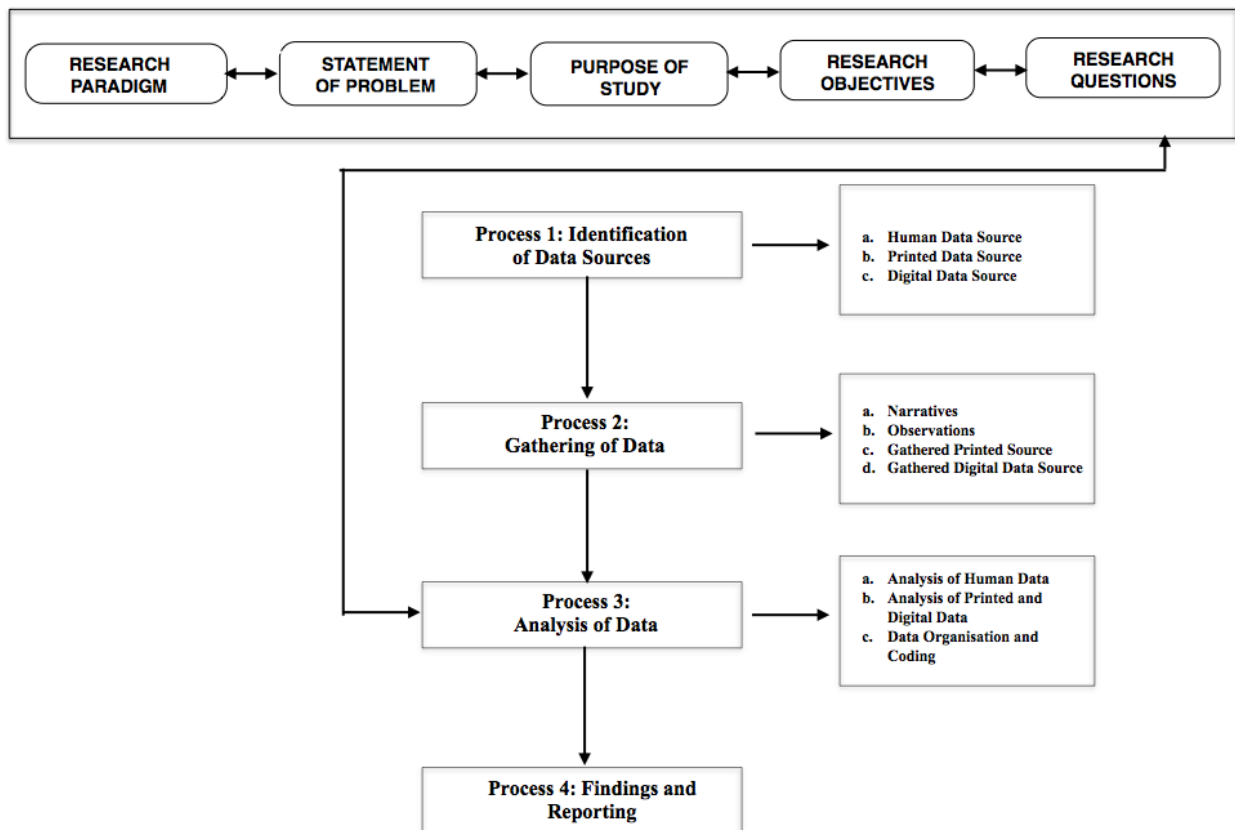 RESEARCH
PARADIGM
STATEMENT
OF PROBLEM
PURPOSE OF
STUDY
RESEARCH
OBJECTIVES
RESEARCH
QUESTIONS
Process 1: Identification
of Data Sources
a. Human Data Source
b. Printed Data Source
c. Digital Data Source
Process 2:
Gathering of Data
a. Narratives
b. Observations
c. Gathered Printed Source
d. Gathered Digital Data Source
Process 3:
Analysis of Data
a. Analysis of Human Data
b. Analysis of Printed and
Digital Data
c. Data Organisation and
Coding
Process 4: Findings and
Reporting